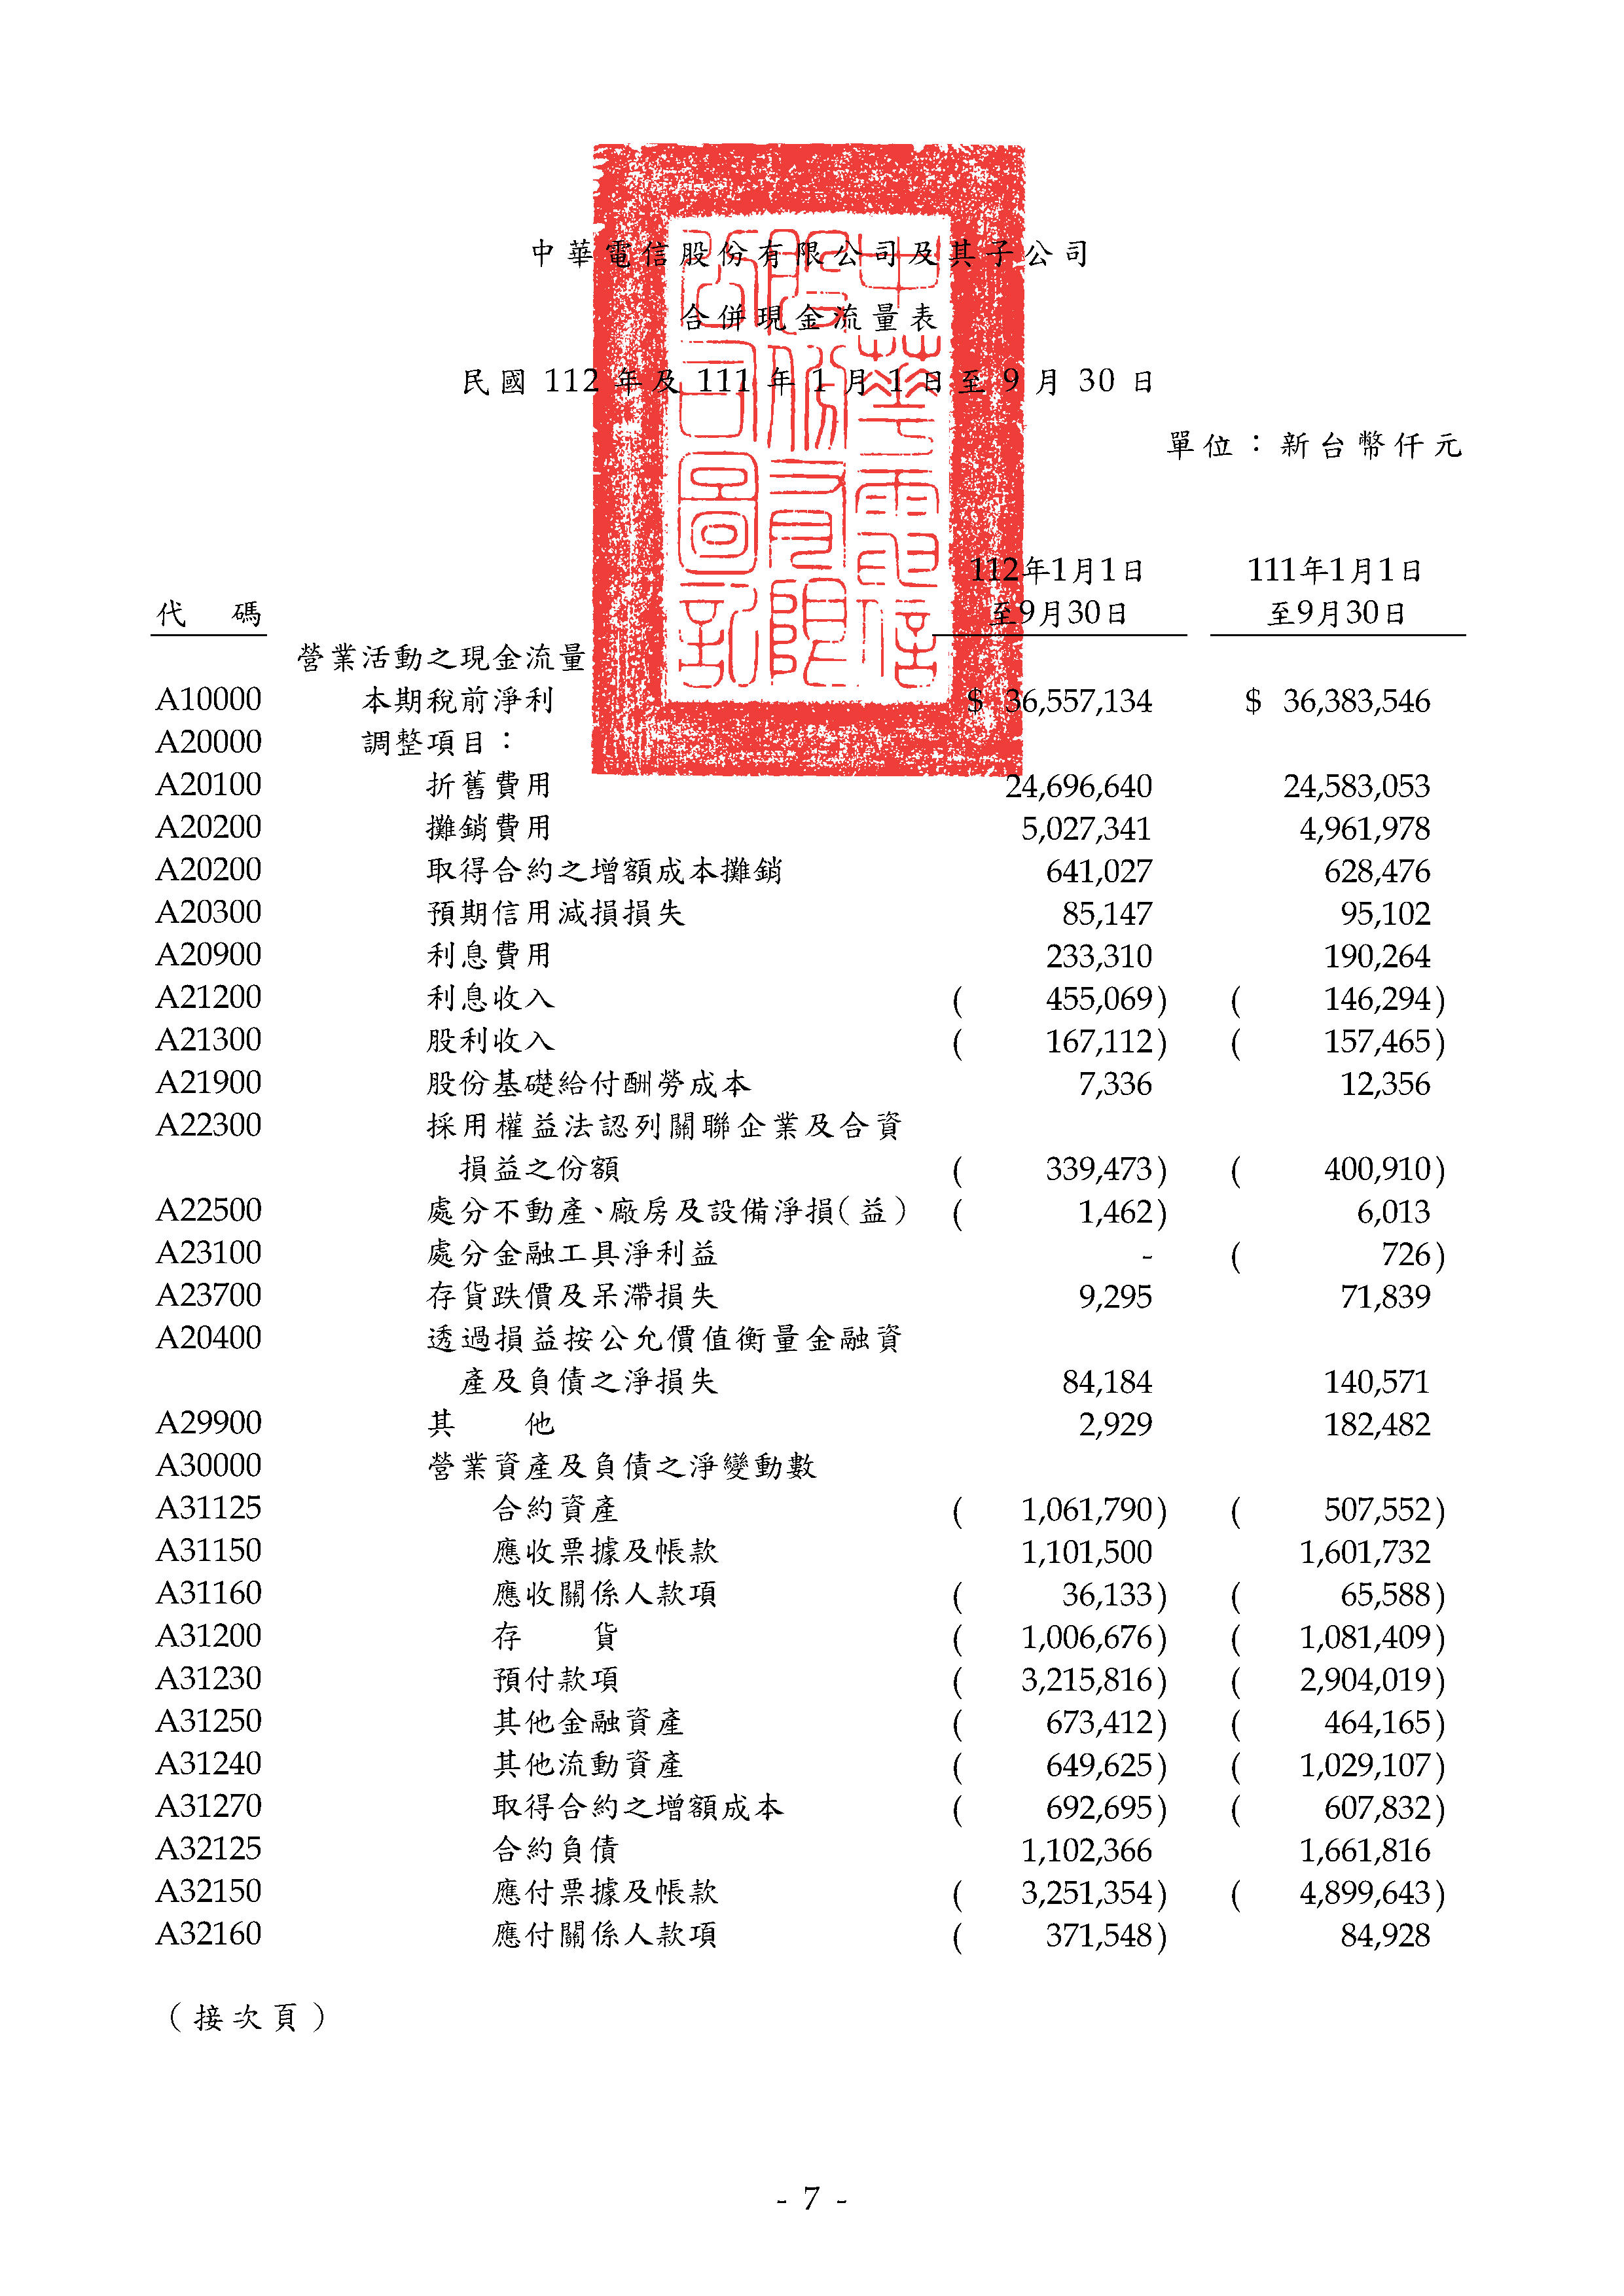 中華電信股份有限公司及其子公司
合併現金流量表
民國 112 年及 111 年 1 月 1 日至 9 月 30 日
單位：新台幣仟元
112年1月1日 111年1月1日
代 碼 至9月30日 至9月30日
營業活動之現金流量
A10000 本期稅前淨利 $ 36,557,134 $ 36,383,546
A20000 調整項目：
A20100 折舊費用 24,696,640 24,583,053
A20200 攤銷費用 5,027,341 4,961,978
A20200 取得合約之增額成本攤銷 641,027 628,476
A20300 預期信用減損損失 85,147 95,102
A20900 利息費用 233,310 190,264
A21200 利息收入 ( 455,069) ( 146,294)
A21300 股利收入 ( 167,112) ( 157,465)
A21900 股份基礎給付酬勞成本 7,336 12,356
A22300 採用權益法認列關聯企業及合資
損益之份額 ( 339,473) ( 400,910)
A22500 處分不動產、廠房及設備淨損(益) ( 1,462) 6,013
A23100 處分金融工具淨利益 - ( 726)
A23700 存貨跌價及呆滯損失 9,295 71,839
A20400 透過損益按公允價值衡量金融資
產及負債之淨損失 84,184 140,571
A29900 其 他 2,929 182,482
A30000 營業資產及負債之淨變動數
A31125 合約資產 ( 1,061,790) ( 507,552)
A31150 應收票據及帳款 1,101,500 1,601,732
A31160 應收關係人款項 ( 36,133) ( 65,588)
A31200 存 貨 ( 1,006,676) ( 1,081,409)
A31230 預付款項 ( 3,215,816) ( 2,904,019)
A31250 其他金融資產 ( 673,412) ( 464,165)
A31240 其他流動資產 ( 649,625) ( 1,029,107)
A31270 取得合約之增額成本 ( 692,695) ( 607,832)
A32125 合約負債 1,102,366 1,661,816
A32150 應付票據及帳款 ( 3,251,354) ( 4,899,643)
A32160 應付關係人款項 ( 371,548) 84,928
（接次頁）
- 7 -
中華電信
股份有限
公司圖記